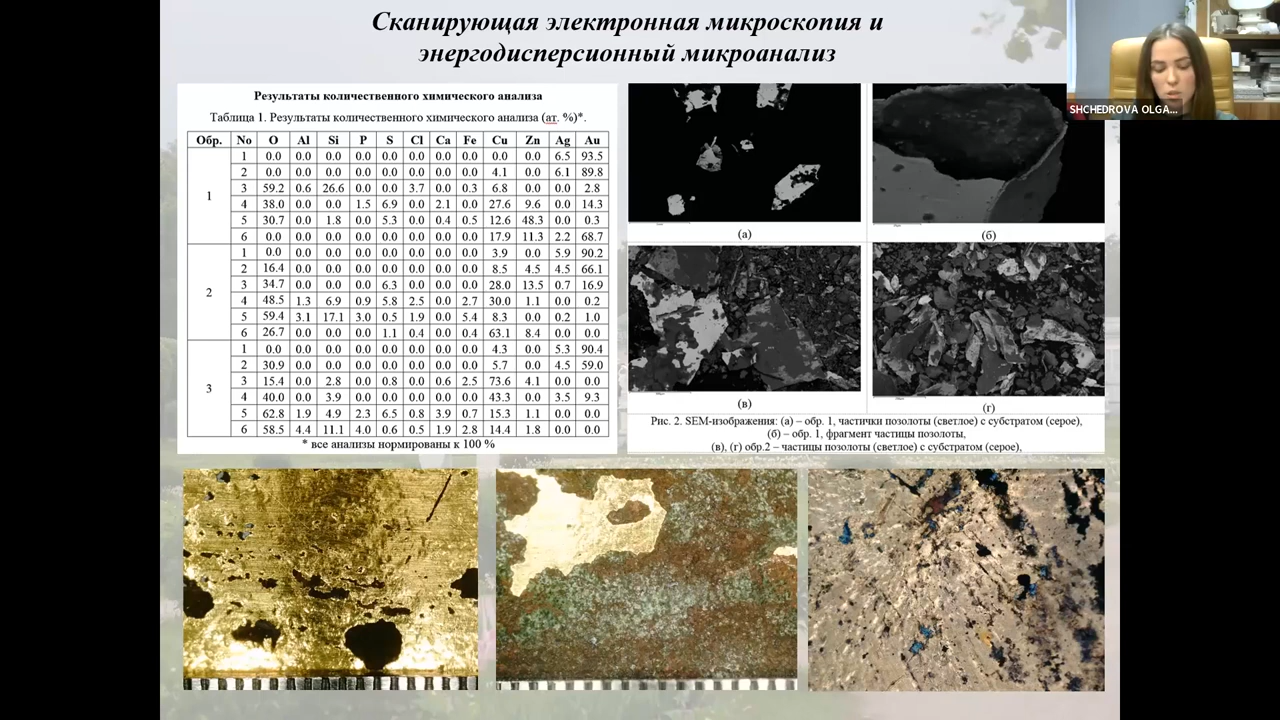 Сканирующая электронная микроскопия и
энергодисперсионный микроанализ
SHCHEDROVA OLGA...
Результаты количественного химического анализа
Таблица 1. Результаты количественного химического анализа (ат. %)*.
Обр. No O Al Si P S Cl Ca Fe Cu Zn Ag Au
1
1 0.0 0.0 0.0 0.0 0.0 0.0 0.0 0.0 0.0 0.0 6.5 93.5
2 0.0 0.0 0.0 0.0 0.0 0.0 0.0 0.0 4.1 0.0 6.1 89.8
3 59.2 0.6 26.6 0.0 0.0 3.7 0.0 0.3 6.8 0.0 0.0 2.8
4 38.0 0.0 0.0 1.5 6.9 0.0 2.1 0.0 27.6 9.6 0.0 14.3
5 30.7 0.0 1.8 0.0 5.3 0.0 0.4 0.5 12.6 48.3 0.0 0.3
6 0.0 0.0 0.0 0.0 0.0 0.0 0.0 0.0 17.9 11.3 2.2 68.7
2
1 0.0 0.0 0.0 0.0 0.0 0.0 0.0 0.0 3.9 0.0 5.9 90.2
2 16.4 0.0 0.0 0.0 0.0 0.0 0.0 0.0 8.5 4.5 4.5 66.1
3 34.7 0.0 0.0 0.0 6.3 0.0 0.0 0.0 28.0 13.5 0.7 16.9
4 48.5 1.3 6.9 0.9 5.8 2.5 0.0 2.7 30.0 1.1 0.0 0.2
5 59.4 3.1 17.1 3.0 0.5 1.9 0.0 5.4 8.3 0.0 0.2 1.0
6 26.7 0.0 0.0 0.0 1.1 0.4 0.0 0.4 63.1 8.4 0.0 0.0
3
1 0.0 0.0 0.0 0.0 0.0 0.0 0.0 0.0 4.3 0.0 5.3 90.4
2 30.9 0.0 0.0 0.0 0.0 0.0 0.0 0.0 5.7 0.0 4.5 59.0
3 15.4 0.0 2.8 0.0 0.8 0.0 0.6 2.5 73.6 4.1 0.0 0.0
4 40.0 0.0 3.9 0.0 0.0 0.0 0.0 0.0 43.3 0.0 3.5 9.3
5 62.8 1.9 4.9 2.3 6.5 0.8 3.9 0.7 15.3 1.1 0.0 0.0
6 58.5 4.4 11.1 4.0 0.6 0.5 1.9 2.8 14.4 1.8 0.0 0.0
* все анализы нормированы к 100 %
(а)
(б)
(в)
(г)
Рис. 2. SEM-изображения: (а) – обр. 1, частички позолоты (светлое) с субстратом (серое),
(б) – обр. 1, фрагмент частицы позолоты,
(в), (г) обр.2 – частицы позолоты (светлое) с субстратом (серое),